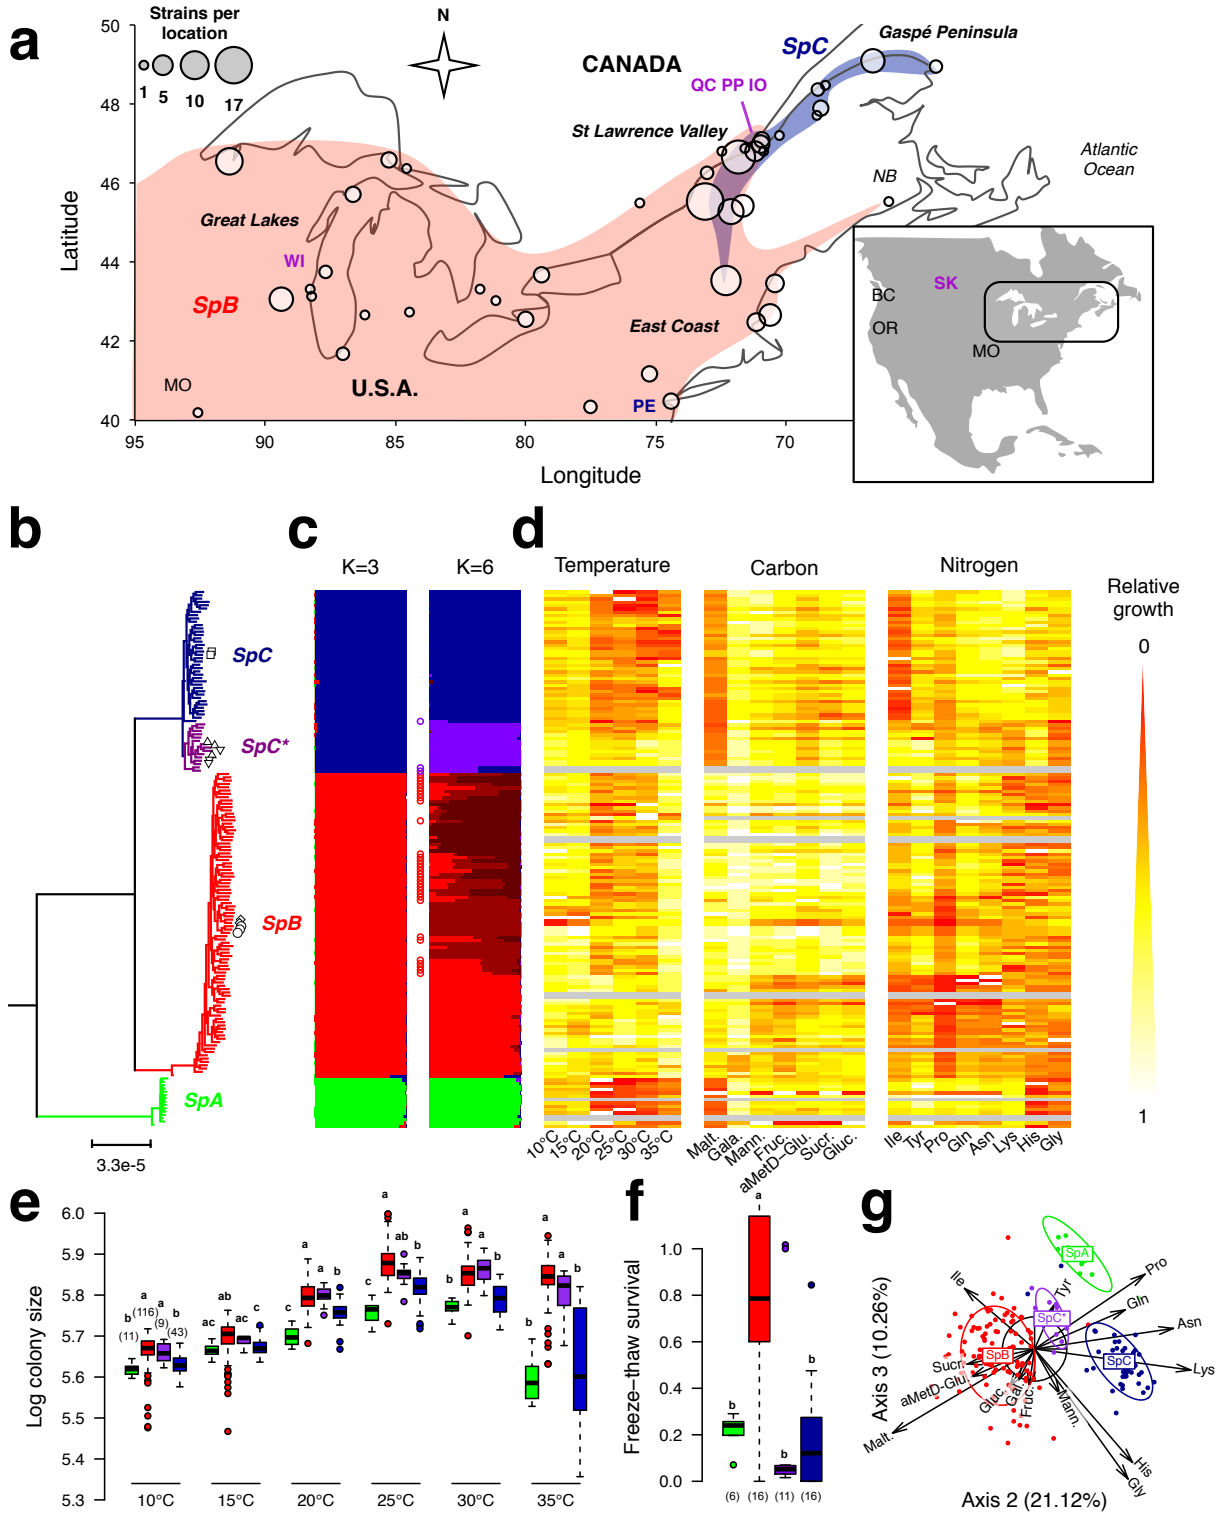 a
Strains per
location
1 5 10 17
N
50
48
46
44
42
40
Latitude
95 90 85 80 75 70
Longitude
CANADA
SpC
Gaspé Peninsula
QC PP IO
St Lawrence Valley
Atlantic
Ocean
NB
Great Lakes
WI
SpB
East Coast
MO
U.S.A.
PE
SK
BC
OR
MO
b
SpC
SpC*
SpB
SpA
3.3e-5
c
K=3 K=6
d
Temperature Carbon Nitrogen
Relative
growth
0
1
10°C 15°C 20°C 25°C 30°C 35°C
Malt. Gala. Mann. Fruc. aMetD-Glu. Sucr. Gluc.
Ile Tyr Pro Gln Asn Lys His Gly
e
Log colony size
6.0
5.9
5.8
5.7
5.6
5.5
5.4
5.3
b a a b
(11) (116) (9) (43)
ac ab ac c
c a a b
c a ab b
b a a b
b a a b
10°C 15°C 20°C 25°C 30°C 35°C
f
Freeze-thaw survival
1.0
0.8
0.6
0.4
0.2
0.0
b a b b
(6) (16) (11) (16)
g
Axis 3 (10.26%)
Axis 2 (21.12%)
SpA
Ile
Tyr
Pro
Gln
SpC*
Asn
SpB
SpC
Lys
Sucr.
aMetD-Glu.
Gluc.
Gal.
Fruc.
Mann.
Malt.
His
Gly